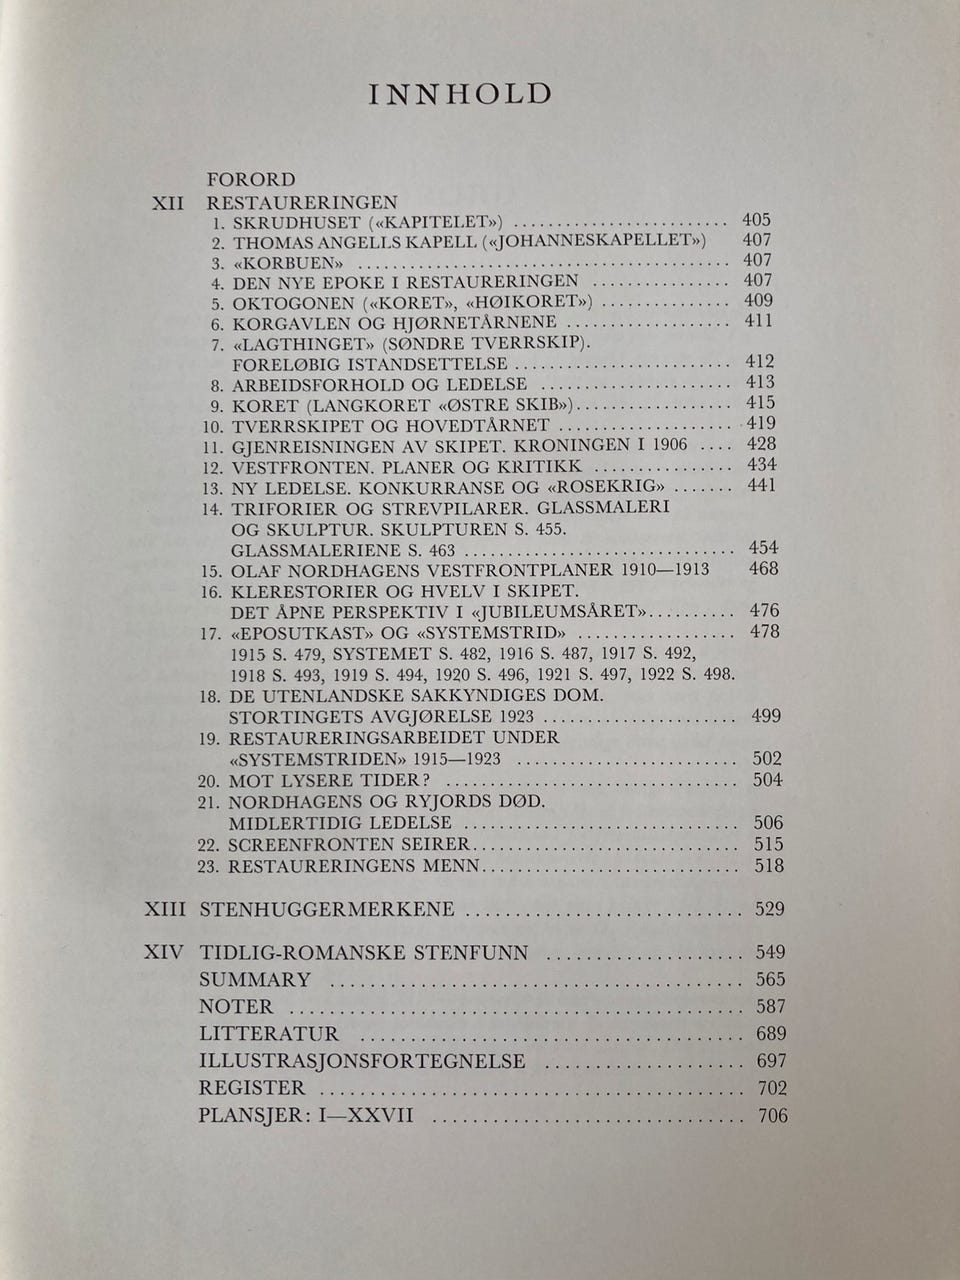 INNHOLD
FORORD
XII RESTAURERINGEN
1. SKRUDHUSET («KAPITELET») ........................ 405
2. THOMAS ANGELLS KAPELL («JOHANNESKAPELLET») 407
3. «KORBUEN» ........................................ 407
4. DEN NYE EPOKE I RESTAURERINGEN ................ 407
5. OKTOGONEN («KORET», «HØIKORET») ............... 409
6. KORGAVLEN OG HJØRNETÅRNENE ................... 411
7. «LAGTHINGET» (SØNDRE TVERRSKIP).
FORELØBIG ISTANDSETTELSE ........................ 412
8. ARBEIDSFORHOLD OG LEDELSE ..................... 413
9. KORET (LANGKORET «ØSTRE SKIB») ................. 415
10. TVERRSKIPET OG HOVEDTÅRNET .................... 419
11. GJENREISNINGEN AV SKIPET. KRONINGEN I 1906 .... 428
12. VESTFRONTEN. PLANER OG KRITIKK ................ 434
13. NY LEDELSE. KONKURRANSE OG «ROSEKRIG» ....... 441
14. TRIFORIER OG STREVPILARER. GLASSMALERI
OG SKULPTUR. SKULPTUREN S. 455.
GLASSMALERIENE S. 463 ............................... 454
15. OLAF NORDHAGENS VESTFRONTPLANER 1910—1913 468
16. KLERESTORIER OG HVELV I SKIPET.
DET ÅPNE PERSPEKTIV I «JUBILEUMSÅRET» .......... 476
17. «EPOSUTKAST» OG «SYSTEMSTRID» .................. 478
1915 S. 479, SYSTEMET S. 482, 1916 S. 487, 1917 S. 492,
1918 S. 493, 1919 S. 494, 1920 S. 496, 1921 S. 497, 1922 S. 498.
18. DE UTENLANDSKE SAKKYNDIGES DOM.
STORTINGETS AVGJØRELSE 1923 ...................... 499
19. RESTAURERINGSARBEIDET UNDER
«SYSTEMSTRIDEN» 1915—1923 ......................... 502
20. MOT LYSERE TIDER? ................................. 504
21. NORDHAGENS OG RYJORDS DØD.
MIDLERTIDIG LEDELSE ............................... 506
22. SCREENFRONTEN SEIRER ............................... 515
23. RESTAURERINGENS MENN .............................. 518
XIII STENHUGGERMERKENE ............................ 529
XIV TIDLIG-ROMANSKE STENFUNN .................... 549
SUMMARY ......................................... 565
NOTER ............................................. 587
LITTERATUR ...................................... 689
ILLUSTRASJONSFORTEGNELSE .................... 697
REGISTER .......................................... 702
PLANSJER: I—XXVII ............................... 706